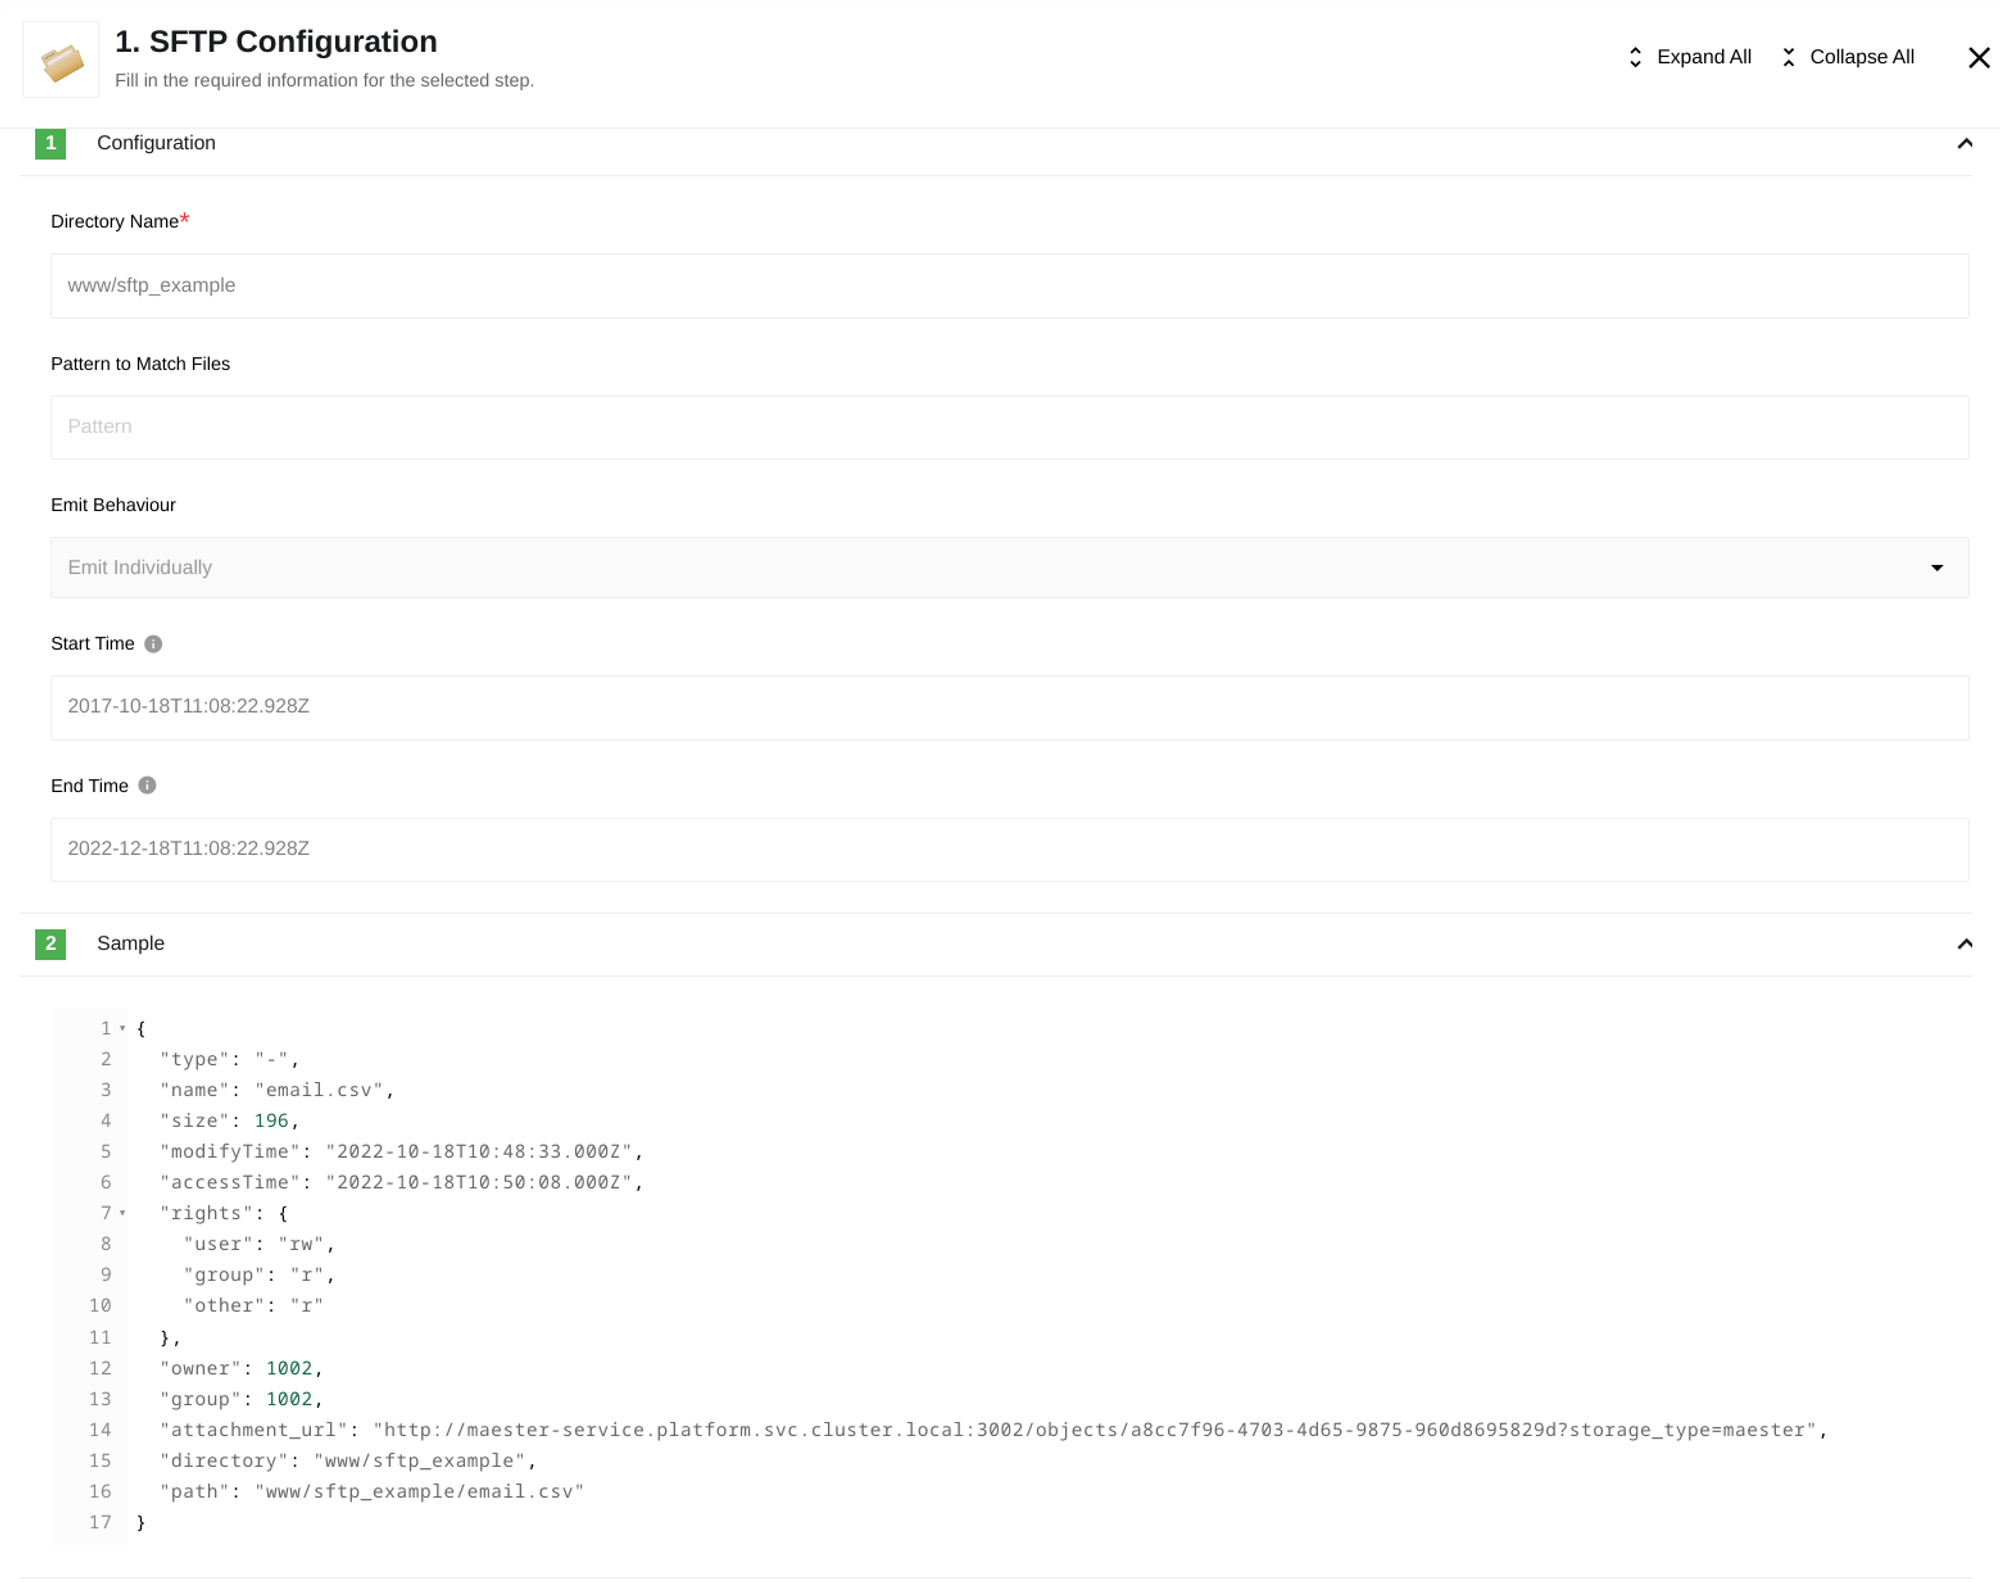 1. SFTP Configuration
Fill in the required information for the selected step.
Expand All
Collapse All
1 Configuration
Directory Name*
www/sftp_example
Pattern to Match Files
Pattern
Emit Behaviour
Emit Individually
Start Time
2017-10-18T11:08:22.928Z
End Time
2022-12-18T11:08:22.928Z
2 Sample
1 {
2 "type": "-",
3 "name": "email.csv",
4 "size": 196,
5 "modifyTime": "2022-10-18T10:48:33.000Z",
6 "accessTime": "2022-10-18T10:50:08.000Z",
7 "rights": {
8 "user": "rw",
9 "group": "r",
10 "other": "r"
11 },
12 "owner": 1002,
13 "group": 1002,
14 "attachment_url": "http://maester-service.platform.svc.cluster.local:3002/objects/a8cc7f96-4703-4d65-9875-960d8695829d?storage_type=maester",
15 "directory": "www/sftp_example",
16 "path": "www/sftp_example/email.csv"
17 }